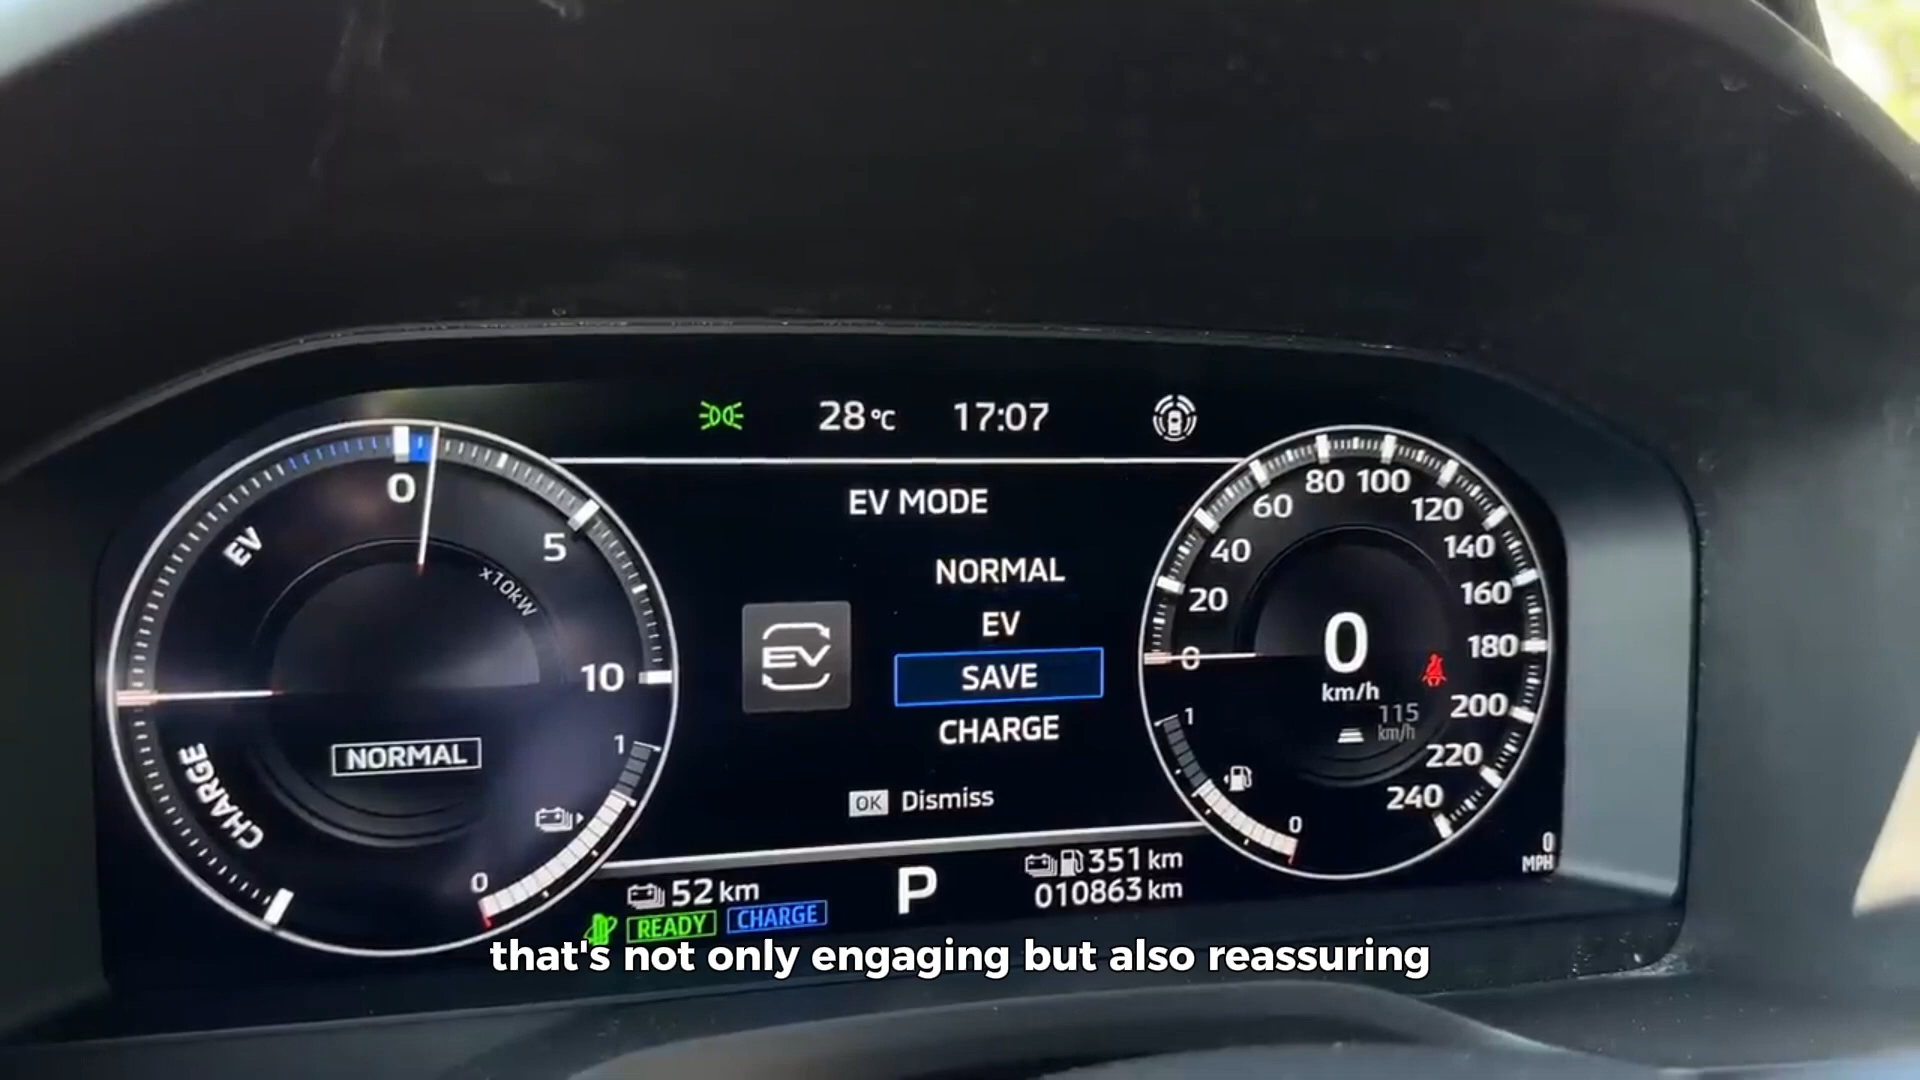 28°C 17:07
EV MODE
NORMAL
EV
SAVE
CHARGE
OK Dismiss
EV
0
5
10
x10kW
EV
CHARGE
NORMAL
1
0
0
20
40
60
80
100
120
140
160
180
200
220
240
0
km/h
115
km/h
1
0
0
MPH
52 km
READY CHARGE
P
351 km
010863 km
that's not only engaging but also reassuring